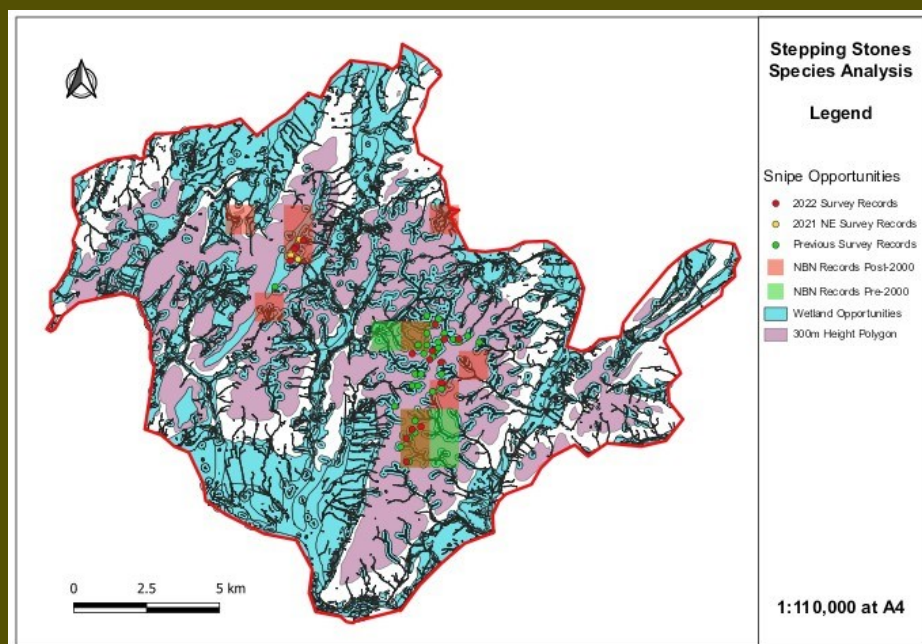 Stepping Stones
Species Analysis
Legend
Snipe Opportunities
2022 Survey Records
2021 NE Survey Records
Previous Survey Records
NBN Records Post-2000
NBN Records Pre-2000
Wetland Opportunities
300m Height Polygon
0 2.5 5 km
1:110,000 at A4